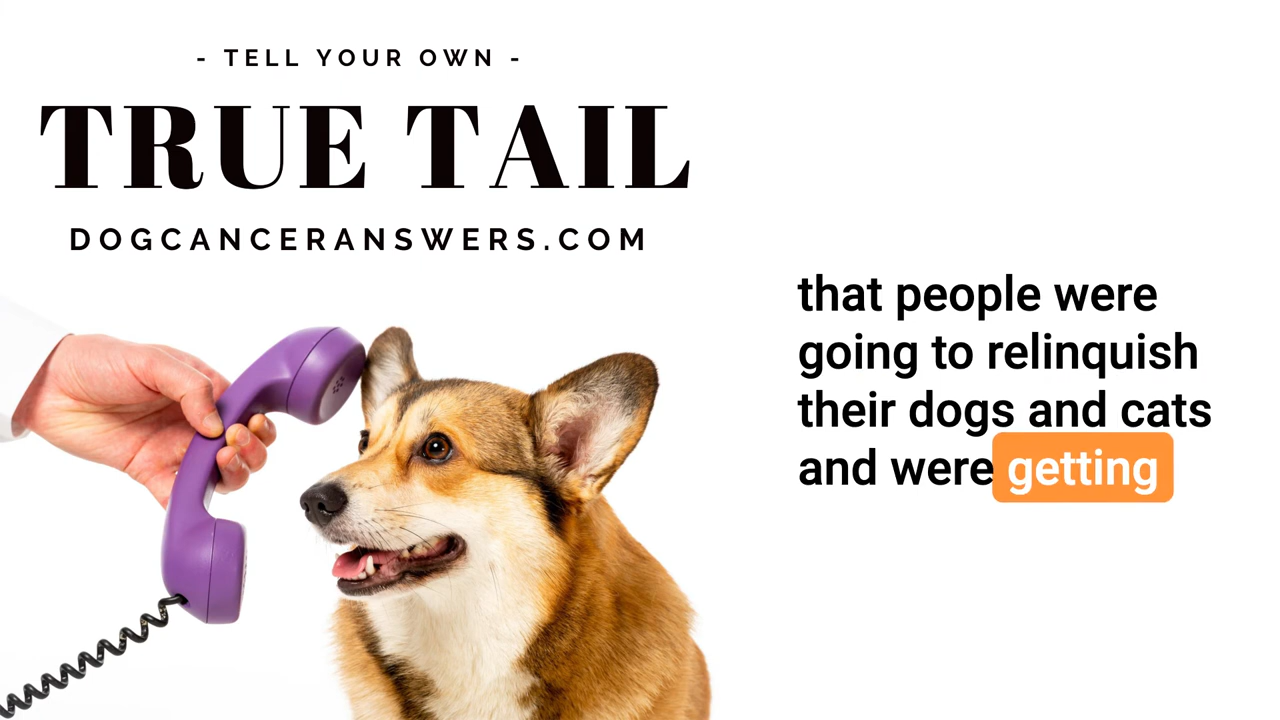 - TELL YOUR OWN -
TRUE TAIL
DOGCANCERANSWERS.COM
that people were
going to relinquish
their dogs and cats
and were getting